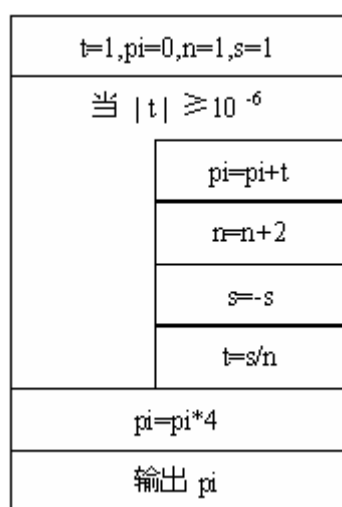 t=1,pi=0,n=1,s=1
当 | t | ≥10 -6
pi=pi+t
n=n+2
s=-s
t=s/n
pi=pi*4
输出 pi